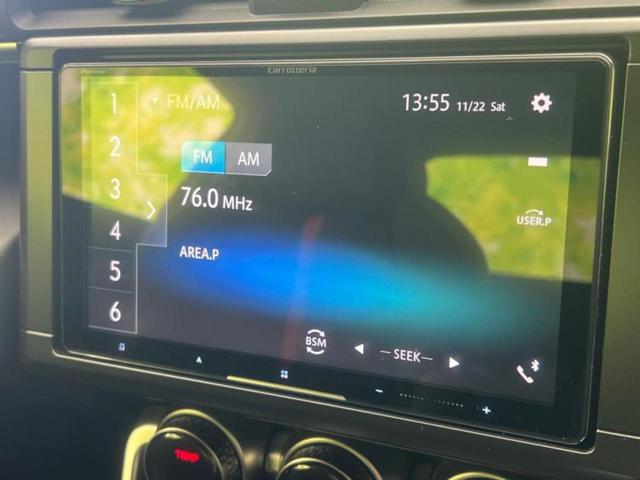 Pioneer
carrozzeria
FM/AM
13:55 11/22 Sat
FM AM
76.0 MHz
AREA.P
1
2
3
4
5
6
USER.P
BSM
SEEK
TEMP